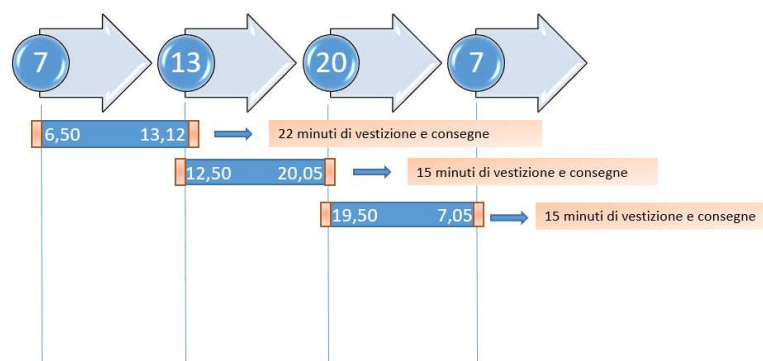 7 13 20 7
6,50 13,12 22 minuti di vestizione e consegne
12,50 20,05 15 minuti di vestizione e consegne
19,50 7,05 15 minuti di vestizione e consegne